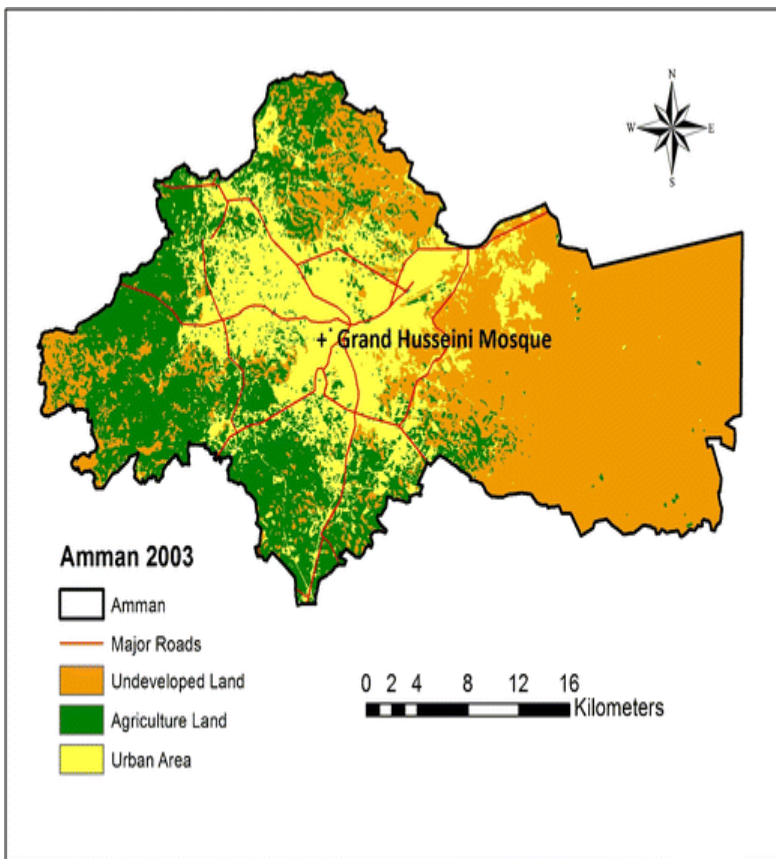 N
W E
S
+ Grand Husseini Mosque
Amman 2003
Amman
Major Roads
Undeveloped Land
Agriculture Land
Urban Area
0 2 4 8 12 16
Kilometers